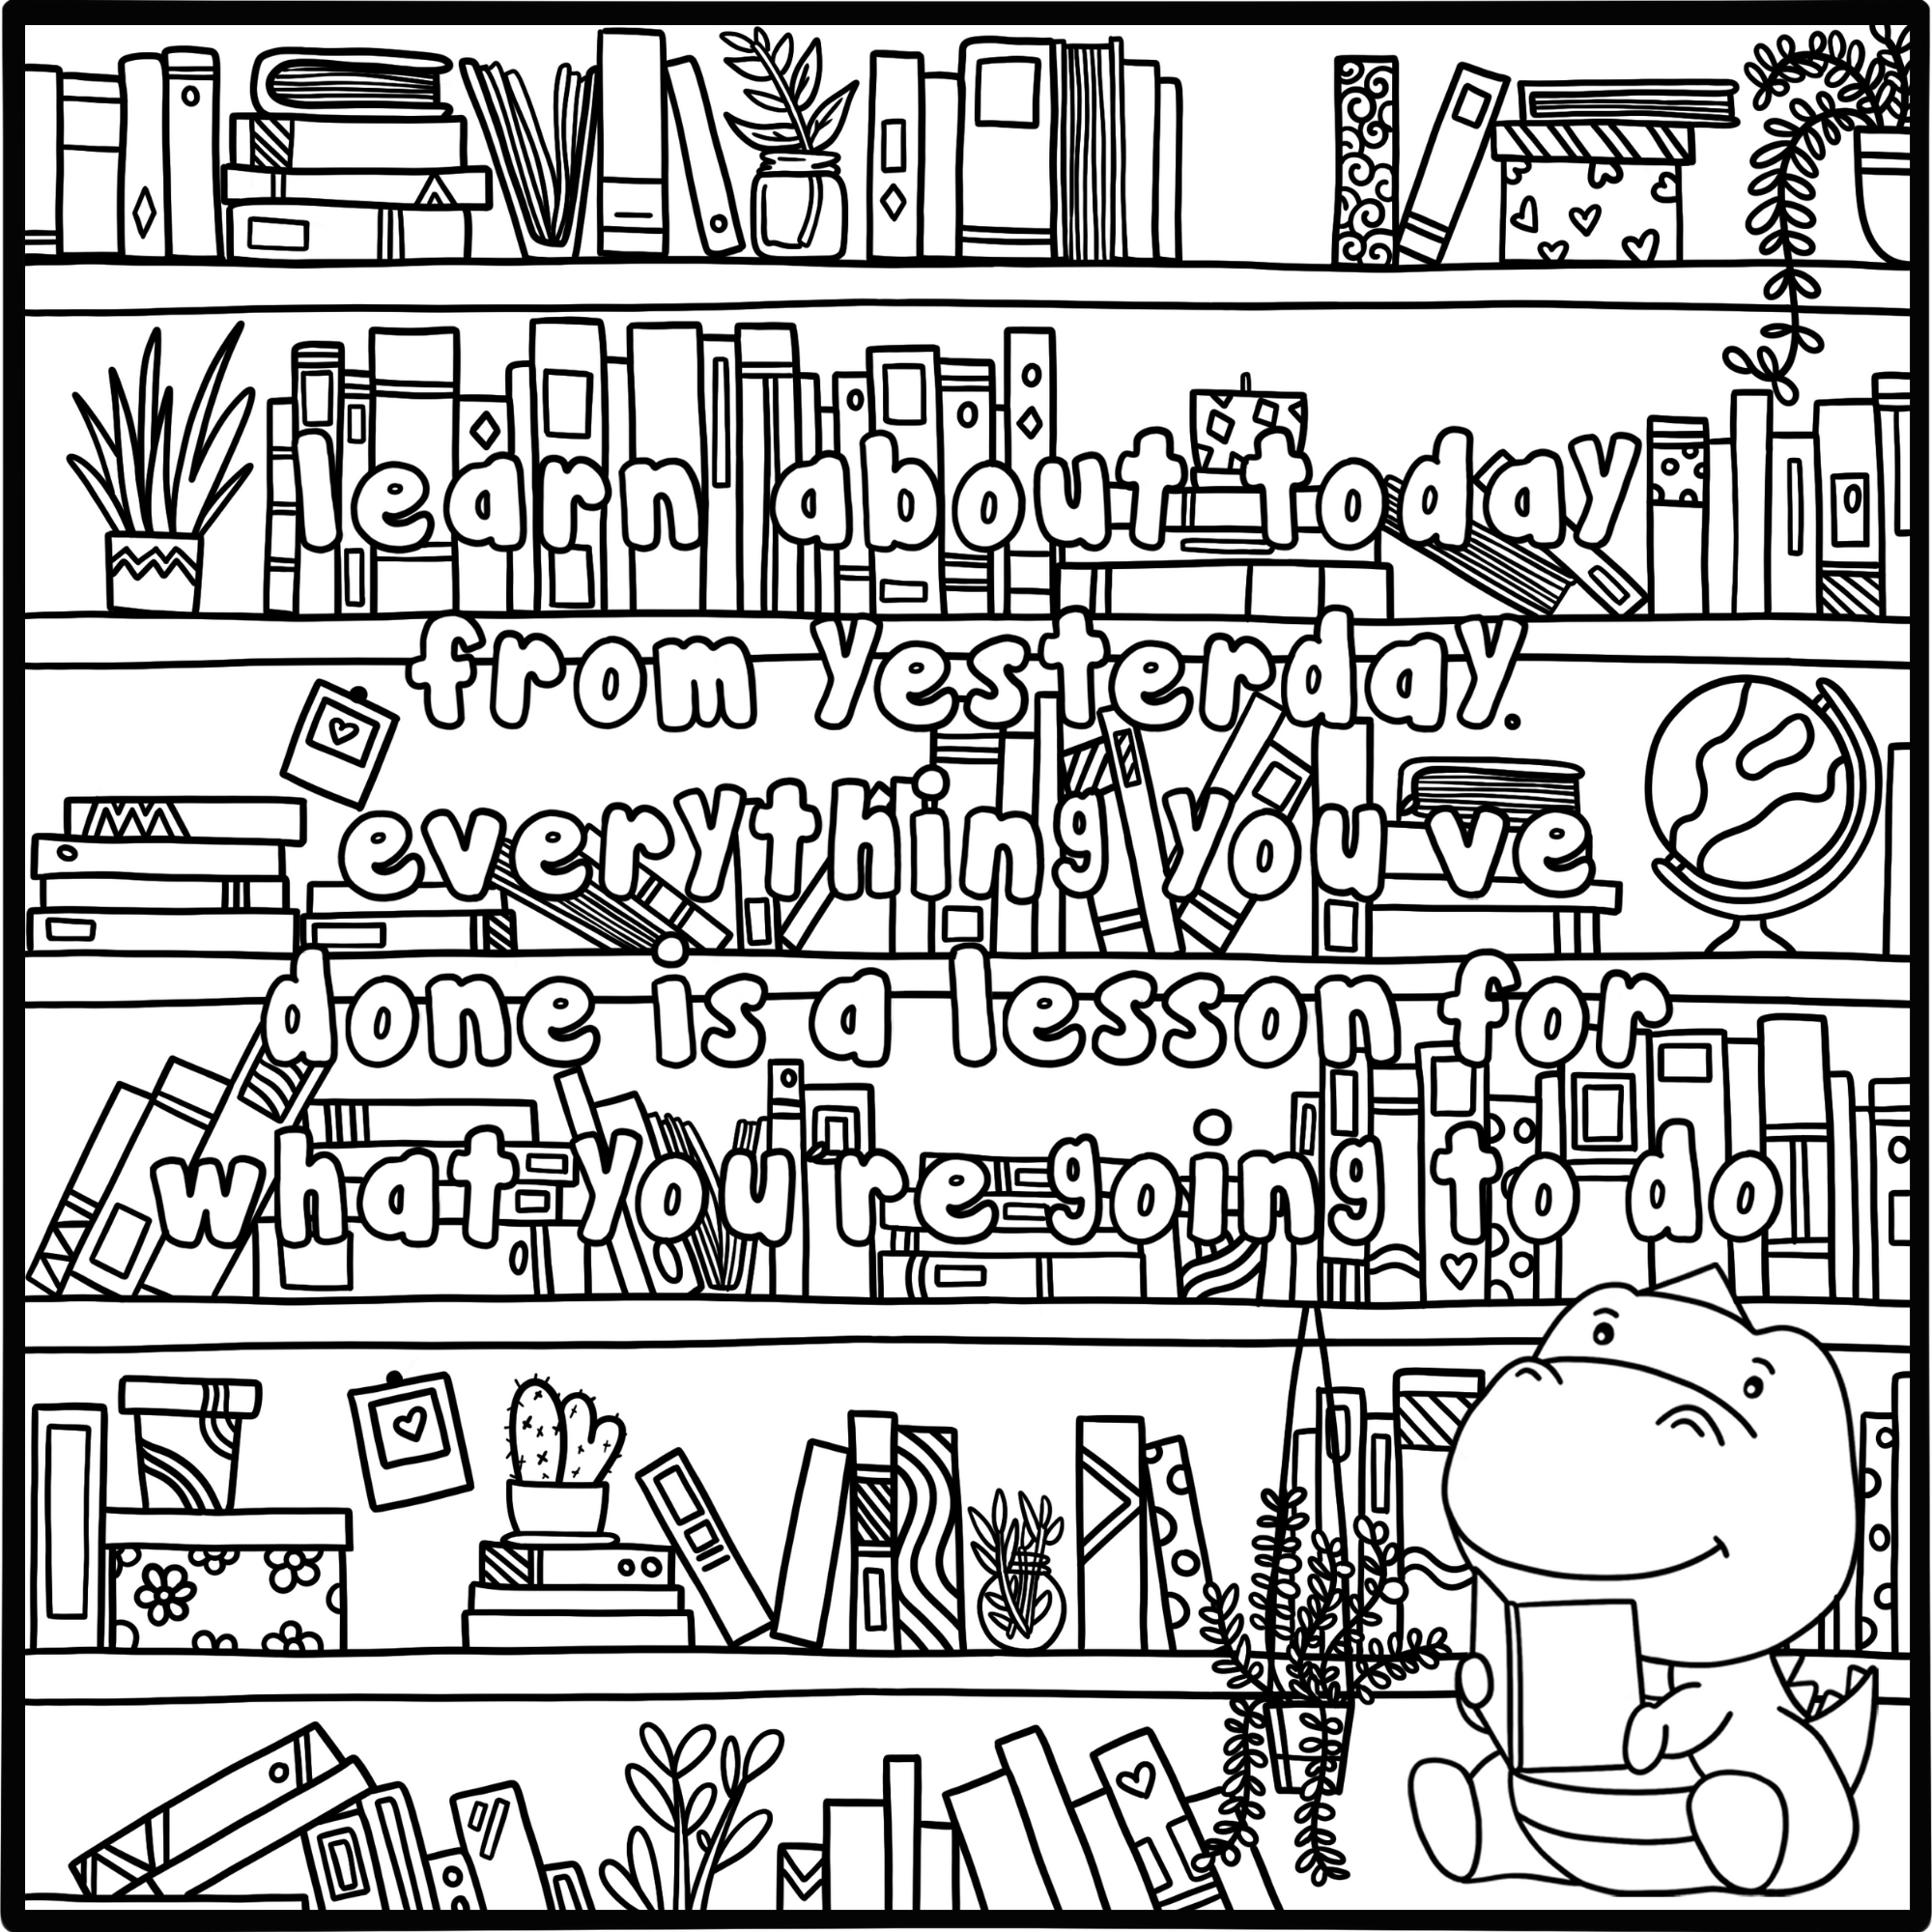 learn about today
from yesterday.
everything you ve
done is a lesson for
what you re going to do